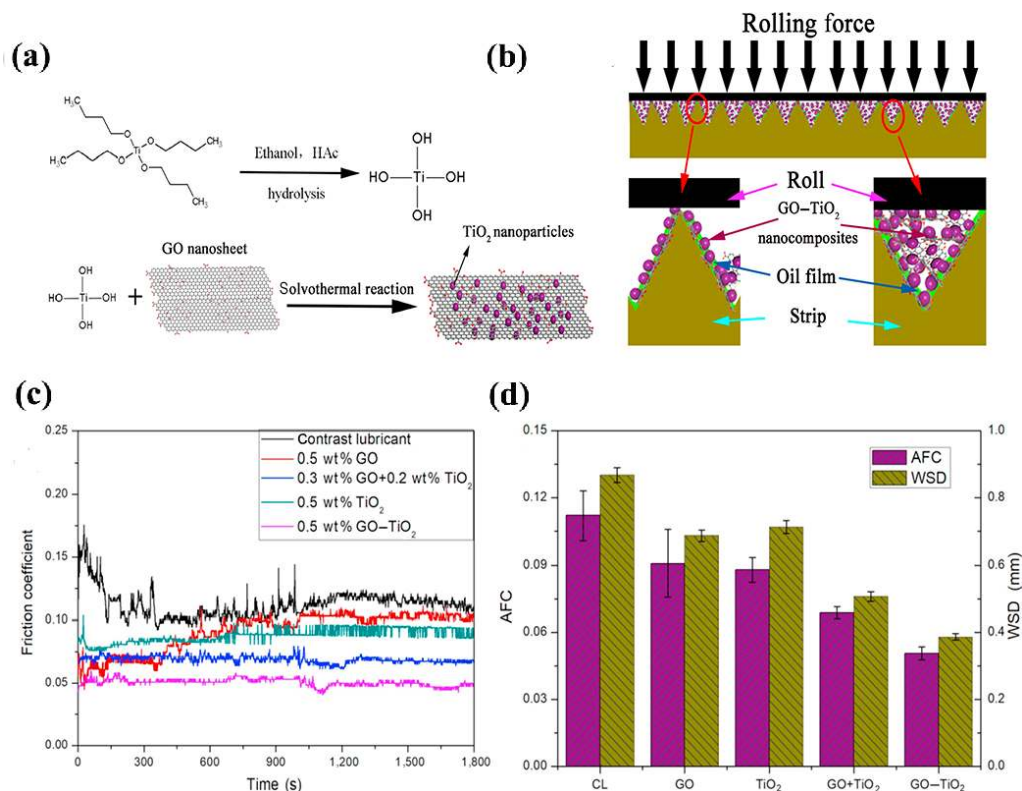 (a)
H₃C
CH₃
O
O
Ti
O
O
H₃C
CH₃
Ethanol, HAc
hydrolysis
OH
HO
Ti
OH
OH
GO nanosheet
TiO₂ nanoparticles
OH
HO
Ti
OH
OH
+
Solvothermal reaction
(b)
Rolling force
Roll
GO–TiO₂
nanocomposites
Oil film
Strip
(c)
0.25
0.20
0.15
0.10
0.05
0.00
Friction coefficient
Contrast lubricant
0.5 wt% GO
0.3 wt% GO+0.2 wt% TiO₂
0.5 wt% TiO₂
0.5 wt% GO–TiO₂
0
300
600
900
1,200
1,500
1,800
Time (s)
(d)
0.15
0.12
0.09
0.06
0.03
0.00
AFC
AFC
WSD
1.0
0.8
0.6
0.4
0.2
0.0
WSD (mm)
CL
GO
TiO₂
GO+TiO₂
GO–TiO₂